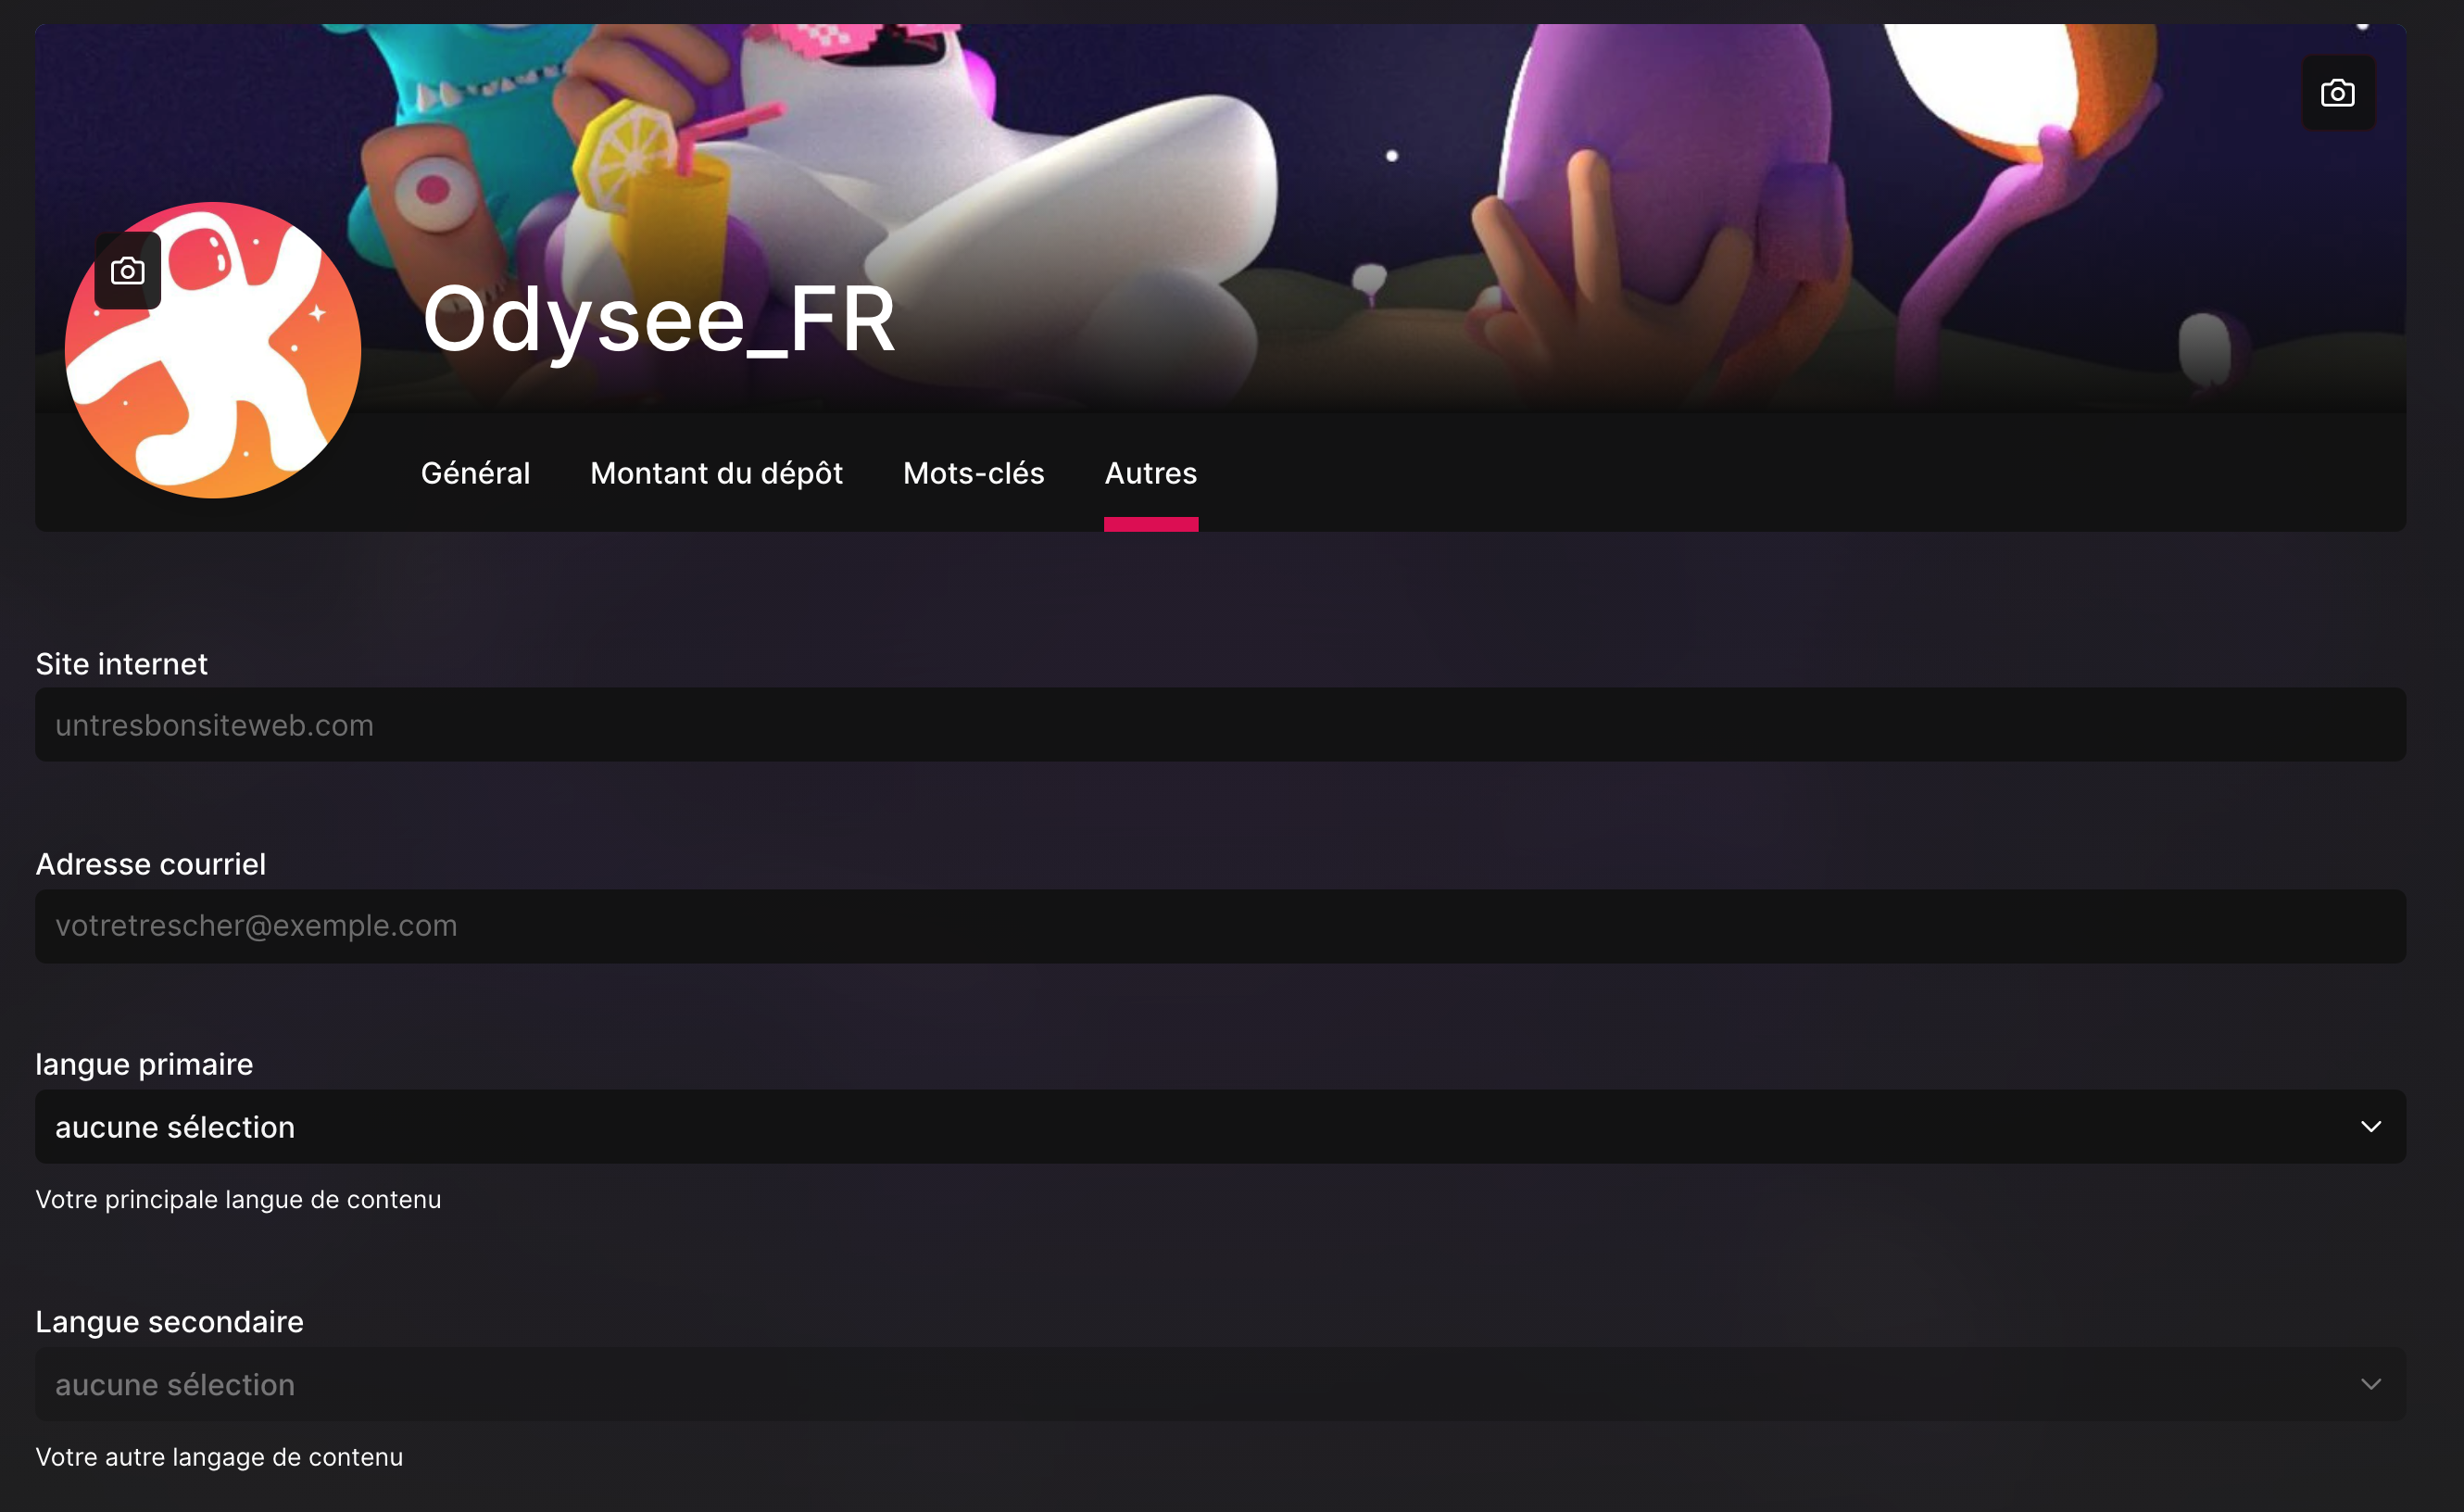 Odysee_FR
Général Montant du dépôt Mots-clés Autres
Site internet
untresbonsiteweb.com
Adresse courriel
votretrescher@exemple.com
langue primaire
aucune sélection
Votre principale langue de contenu
Langue secondaire
aucune sélection
Votre autre langage de contenu